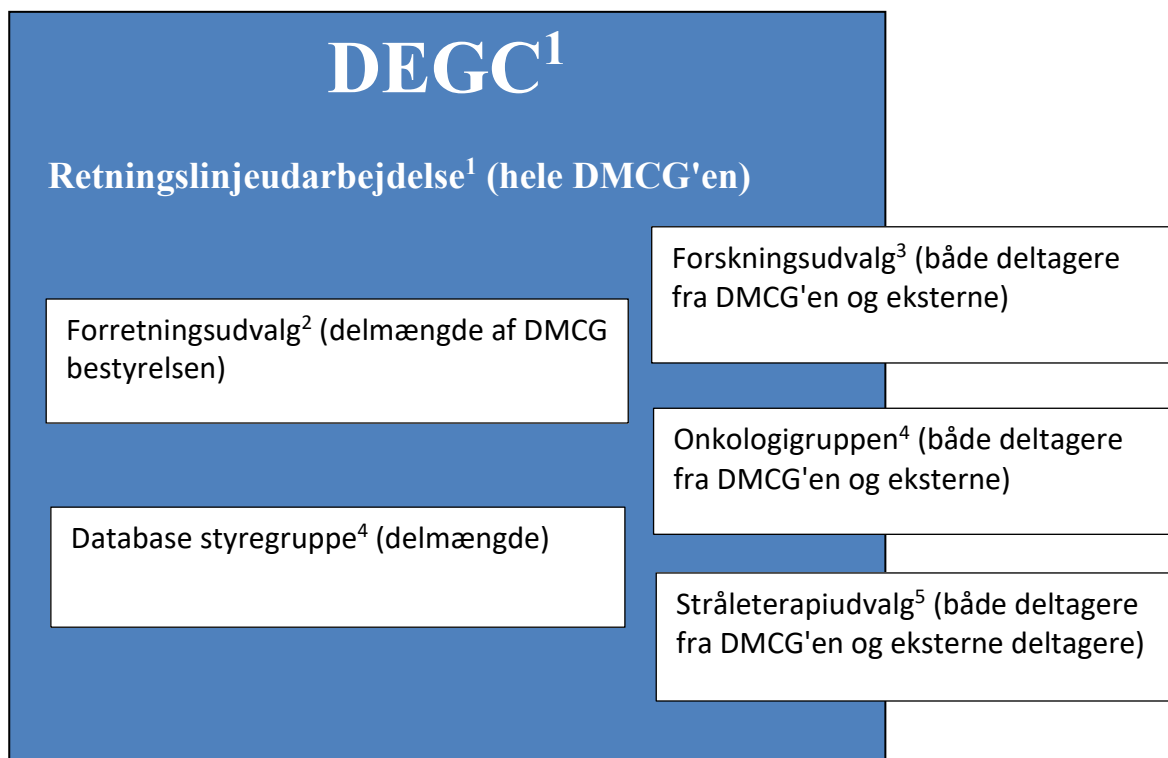 DEGC¹
Retningslinjeudarbejdelse¹ (hele DMCG'en)
Forskningsudvalg³ (både deltagere
fra DMCG'en og eksterne)
Forretningsudvalg² (delmængde af DMCG
bestyrelsen)
Onkologigruppen⁴ (både deltagere
fra DMCG'en og eksterne)
Database styregruppe⁴ (delmængde)
Stråleterapiudvalg⁵ (både deltagere
fra DMCG'en og eksterne deltagere)